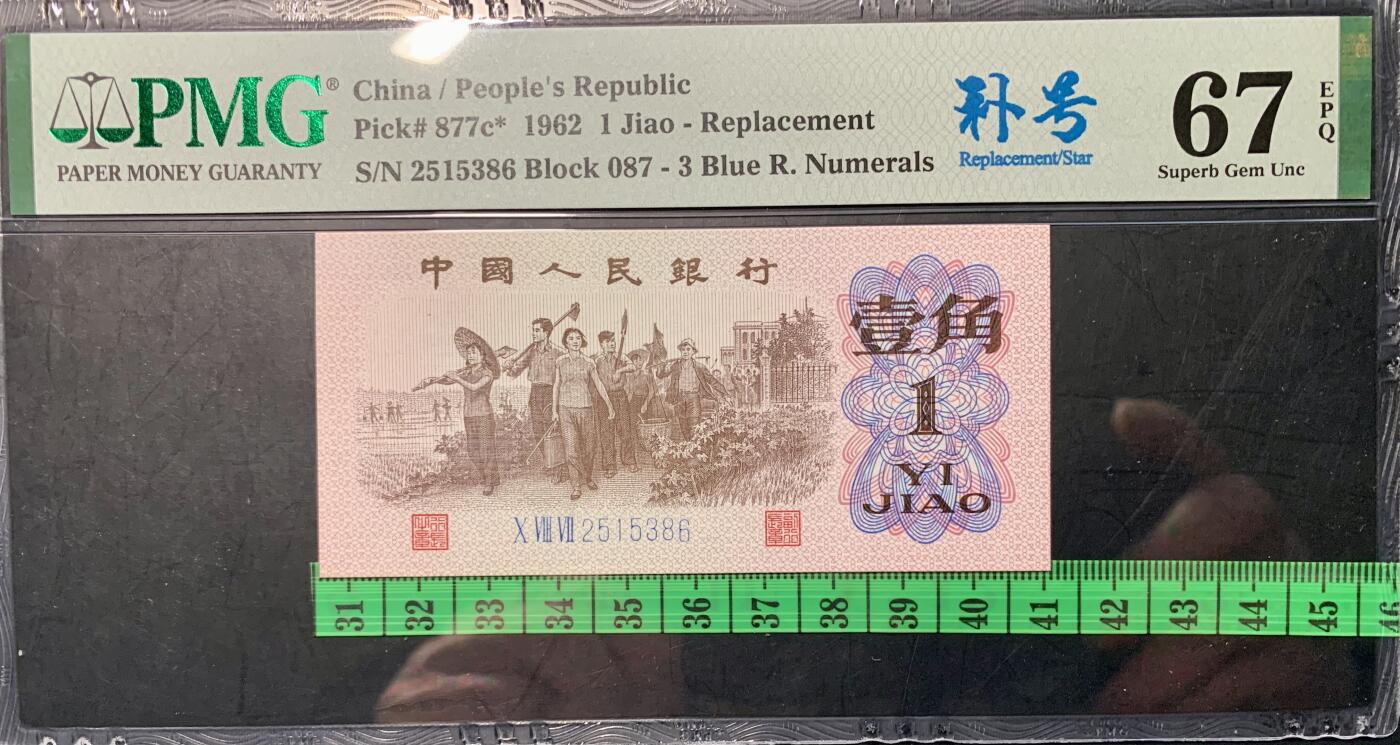 PMG®
PAPER MONEY GUARANTY
China / People's Republic
Pick# 877c* 1962 1 Jiao - Replacement
S/N 2515386 Block 087 - 3 Blue R. Numerals
补号
Replacement/Star
67
EPQ
Superb Gem Unc
中國人民銀行
壹角
1
YI
JIAO
X VIII VII 2515386
31 32 33 34 35 36 37 38 39 40 41 42 43 44 45 46